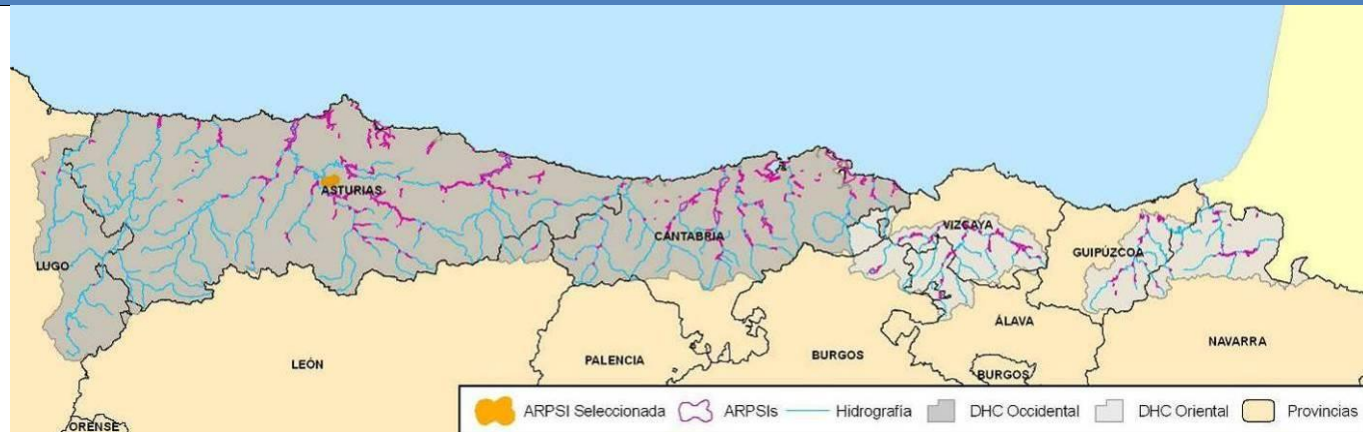 ASTURIAS
VIZCAYA
CANTABRIA
GUIPÚZCOA
LUGO
ÁLAVA
NAVARRA
LEÓN
PALENCIA
BURGOS
BURGOS
ORENSE
ARPSI Seleccionada ARPSIs Hidrografía DHC Occidental DHC Oriental Provincias